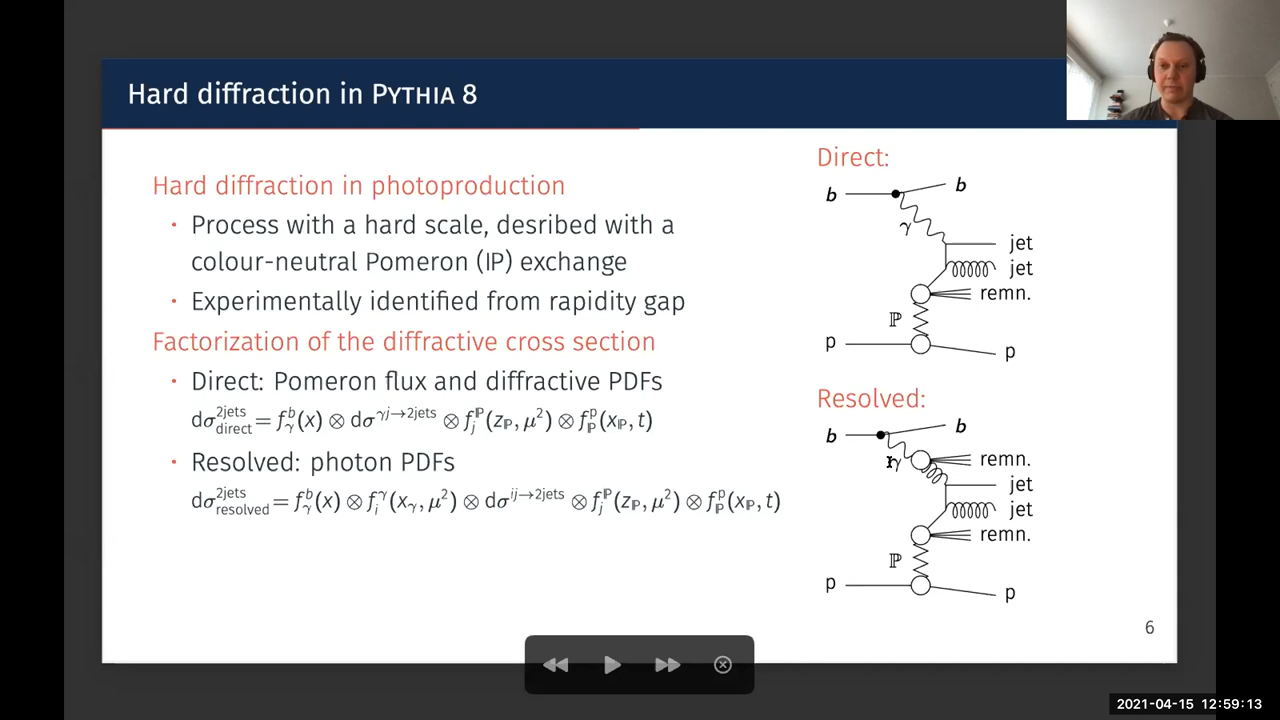 Hard diffraction in PYTHIA 8
Hard diffraction in photoproduction
• Process with a hard scale, desribed with a
colour-neutral Pomeron (ℙ) exchange
• Experimentally identified from rapidity gap
Factorization of the diffractive cross section
• Direct: Pomeron flux and diffractive PDFs
dσ^{2jets}_{direct} = f^b_γ(x) ⊗ dσ^{γj→2jets} ⊗ f^ℙ_j(z_ℙ, μ²) ⊗ f^p_ℙ(x_ℙ, t)
• Resolved: photon PDFs
dσ^{2jets}_{resolved} = f^b_γ(x) ⊗ f^γ_i(x_γ, μ²) ⊗ dσ^{ij→2jets} ⊗ f^ℙ_j(z_ℙ, μ²) ⊗ f^p_ℙ(x_ℙ, t)
Direct:
b
b
γ
jet
jet
remn.
ℙ
p
p
Resolved:
b
b
γ
remn.
jet
jet
remn.
ℙ
p
p
6
2021-04-15 12:59:13